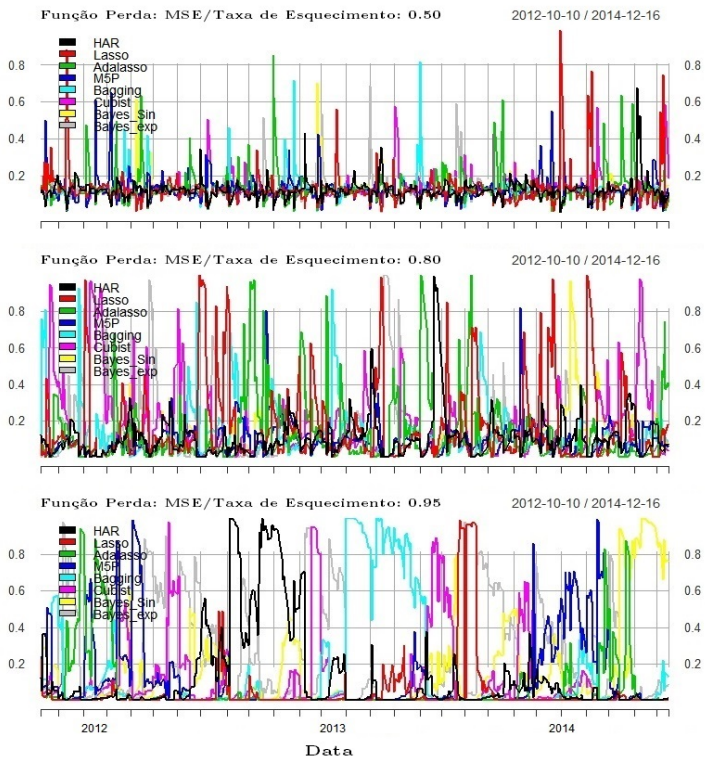 Função Perda: MSE/Taxa de Esquecimento: 0.50 2012-10-10 / 2014-12-16
HAR
Lasso
Adalasso
M5P
Bagging
Cubist
Bayes_Sin
Bayes_exp
0.8 0.8
0.6 0.6
0.4 0.4
0.2 0.2
Função Perda: MSE/Taxa de Esquecimento: 0.80 2012-10-10 / 2014-12-16
HAR
Lasso
Adalasso
M5P
Bagging
Cubist
Bayes_Sin
Bayes_exp
0.8 0.8
0.6 0.6
0.4 0.4
0.2 0.2
Função Perda: MSE/Taxa de Esquecimento: 0.95 2012-10-10 / 2014-12-16
HAR
Lasso
Adalasso
M5P
Bagging
Cubist
Bayes_Sin
Bayes_exp
0.8 0.8
0.6 0.6
0.4 0.4
0.2 0.2
2012 2013 2014
Data